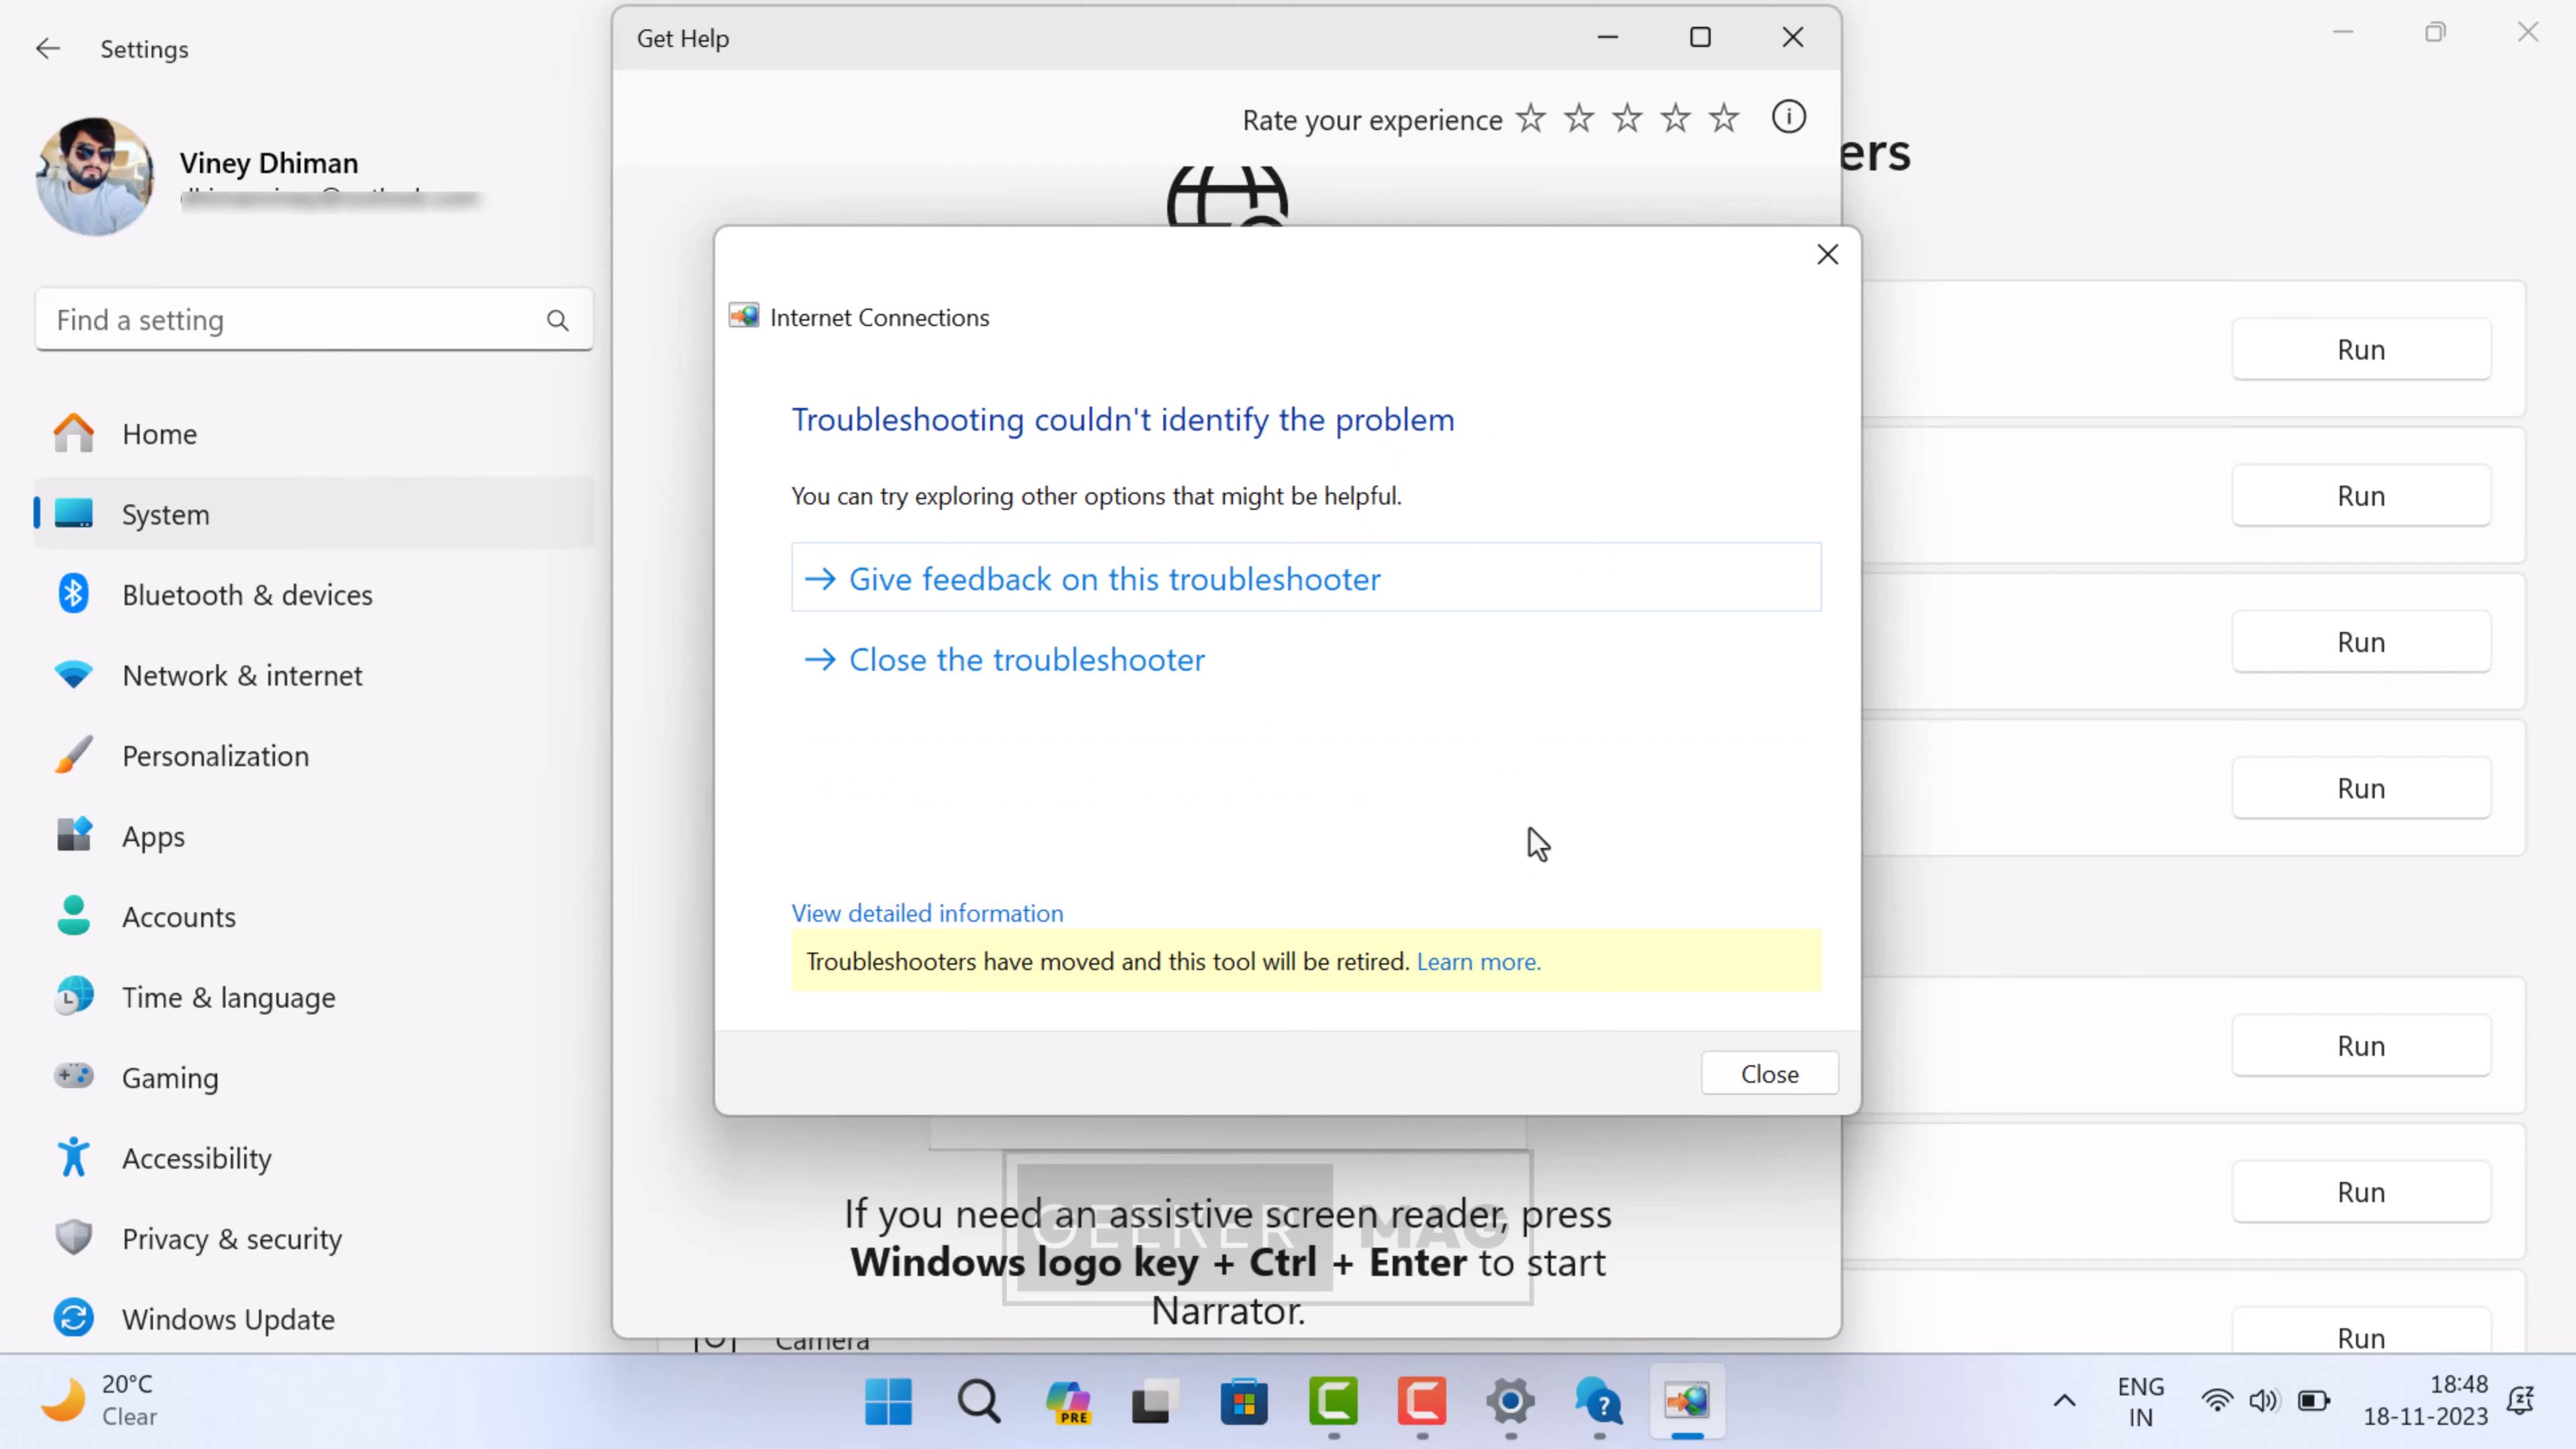 Settings
Viney Dhiman
Find a setting
Home
System
Bluetooth & devices
Network & internet
Personalization
Apps
Accounts
Time & language
Gaming
Accessibility
Privacy & security
Windows Update
Get Help
Rate your experience
ers
Internet Connections
Troubleshooting couldn't identify the problem
You can try exploring other options that might be helpful.
Give feedback on this troubleshooter
Close the troubleshooter
View detailed information
Troubleshooters have moved and this tool will be retired. Learn more.
Close
GEEKER MAG
If you need an assistive screen reader, press
Windows logo key + Ctrl + Enter to start
Narrator.
Camera
Run
Run
Run
Run
Run
Run
Run
20°C
Clear
PRE
ENG
IN
18:48
18-11-2023